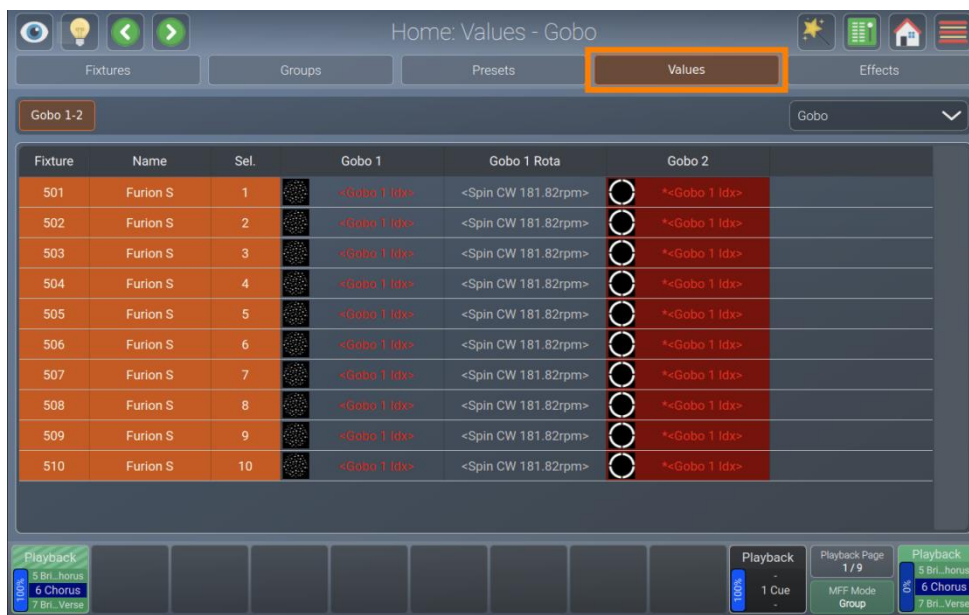 Home: Values - Gobo
Fixtures Groups Presets Values Effects
Gobo 1-2 Gobo
Fixture Name Sel. Gobo 1 Gobo 1 Rota Gobo 2
501 Furion S 1 <Gobo 1 Idx> <Spin CW 181.82rpm> *<Gobo 1 Idx>
502 Furion S 2 <Gobo 1 Idx> <Spin CW 181.82rpm> *<Gobo 1 Idx>
503 Furion S 3 <Gobo 1 Idx> <Spin CW 181.82rpm> *<Gobo 1 Idx>
504 Furion S 4 <Gobo 1 Idx> <Spin CW 181.82rpm> *<Gobo 1 Idx>
505 Furion S 5 <Gobo 1 Idx> <Spin CW 181.82rpm> *<Gobo 1 Idx>
506 Furion S 6 <Gobo 1 Idx> <Spin CW 181.82rpm> *<Gobo 1 Idx>
507 Furion S 7 <Gobo 1 Idx> <Spin CW 181.82rpm> *<Gobo 1 Idx>
508 Furion S 8 <Gobo 1 Idx> <Spin CW 181.82rpm> *<Gobo 1 Idx>
509 Furion S 9 <Gobo 1 Idx> <Spin CW 181.82rpm> *<Gobo 1 Idx>
510 Furion S 10 <Gobo 1 Idx> <Spin CW 181.82rpm> *<Gobo 1 Idx>
Playback
100%
5 Bri...horus
6 Chorus
7 Bri...Verse
Playback
100%
-
1 Cue
-
Playback Page
1 / 9
MFF Mode
Group
Playback
0%
5 Bri...horus
6 Chorus
7 Bri...Verse